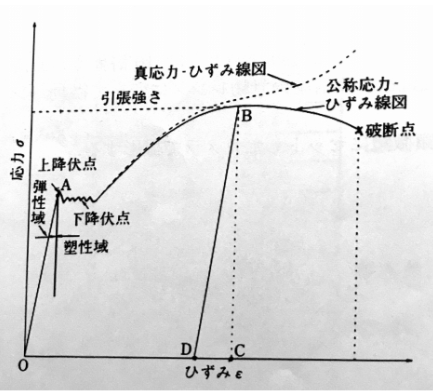 真応力-ひずみ線図
公称応力-
ひずみ線図
引張強さ
B
破断点
応力 σ
上降伏点
弾性域
A
下降伏点
塑性域
O
D
C
ひずみ ε